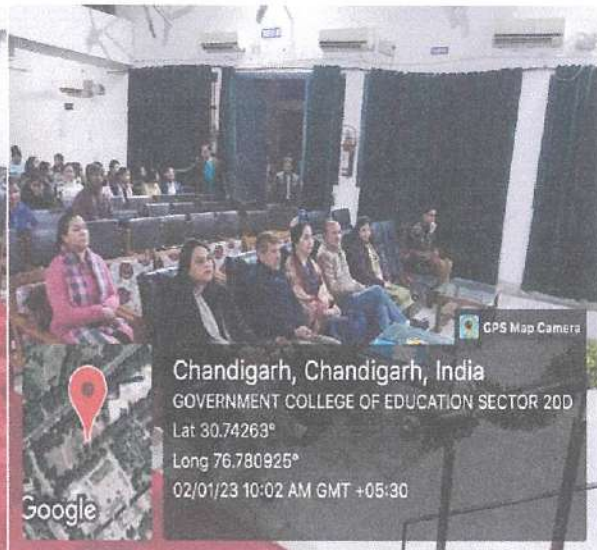 GPS Map Camera
Chandigarh, Chandigarh, India
GOVERNMENT COLLEGE OF EDUCATION SECTOR 20D
Lat 30.74263°
Long 76.780925°
02/01/23 10:02 AM GMT +05:30
Google